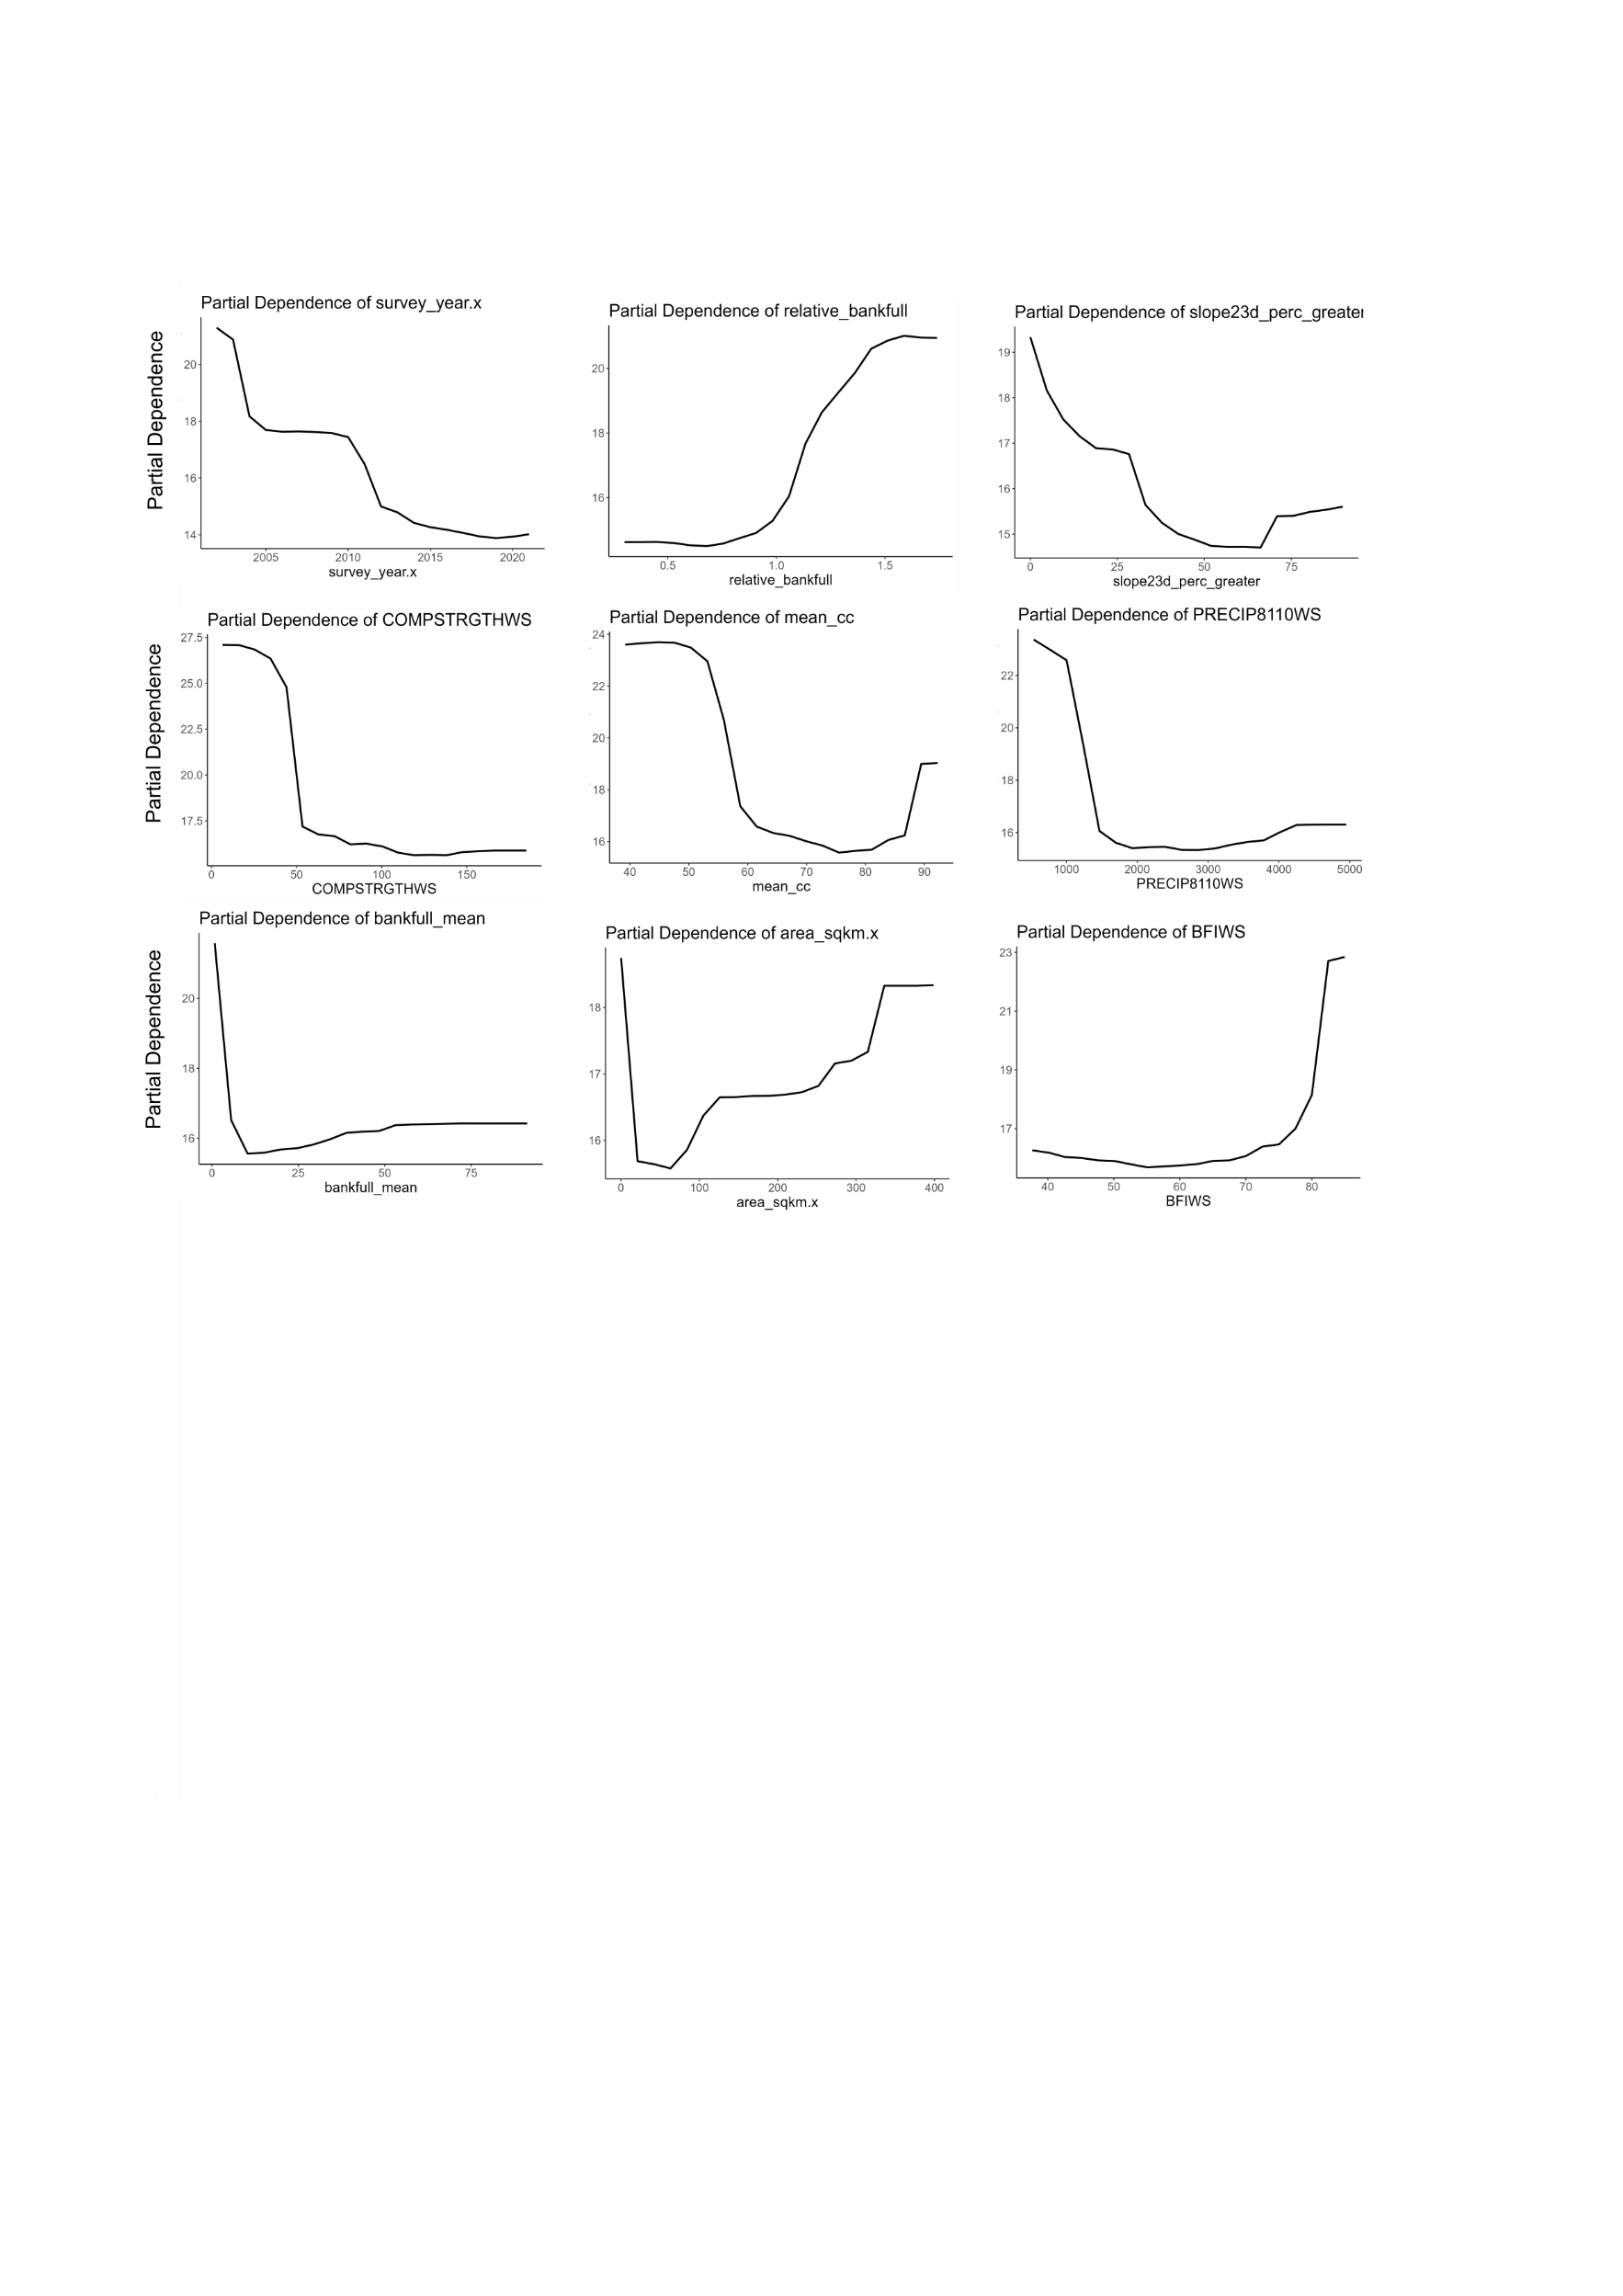 Partial Dependence of survey_year.x
Partial Dependence
20
18
16
14
2005 2010 2015 2020
survey_year.x
Partial Dependence of relative_bankfull
20
18
16
0.5 1.0 1.5
relative_bankfull
Partial Dependence of slope23d_perc_greater
19
18
17
16
15
0 25 50 75
slope23d_perc_greater
Partial Dependence of COMPSTRGTHWS
Partial Dependence
27.5
25.0
22.5
20.0
17.5
0 50 100 150
COMPSTRGTHWS
Partial Dependence of mean_cc
24
22
20
18
16
40 50 60 70 80 90
mean_cc
Partial Dependence of PRECIP8110WS
22
20
18
16
1000 2000 3000 4000 5000
PRECIP8110WS
Partial Dependence of bankfull_mean
Partial Dependence
20
18
16
0 25 50 75
bankfull_mean
Partial Dependence of area_sqkm.x
18
17
16
0 100 200 300 400
area_sqkm.x
Partial Dependence of BFIWS
23
21
19
17
40 50 60 70 80
BFIWS